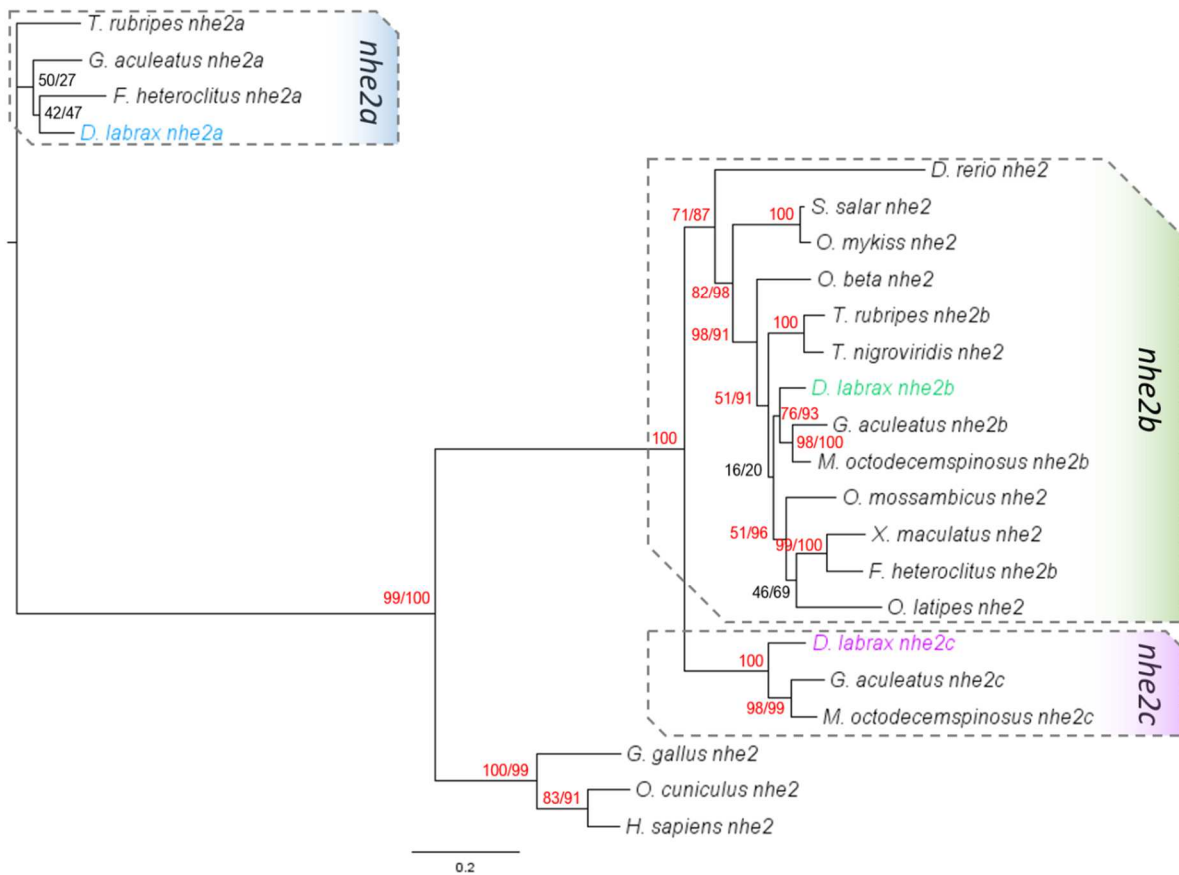 T. rubripes nhe2a
G. aculeatus nhe2a
50/27
F. heteroclitus nhe2a
42/47
D. labrax nhe2a
nhe2a
D. rerio nhe2
71/87
S. salar nhe2
100
O. mykiss nhe2
O. beta nhe2
82/98
T. rubripes nhe2b
100
98/91
T. nigroviridis nhe2
D. labrax nhe2b
51/91
76/93
G. aculeatus nhe2b
98/100
100
M. octodecemspinosus nhe2b
16/20
O. mossambicus nhe2
51/96
X. maculatus nhe2
99/100
F. heteroclitus nhe2b
46/69
O. latipes nhe2
nhe2b
99/100
D. labrax nhe2c
100
G. aculeatus nhe2c
98/99
M. octodecemspinosus nhe2c
nhe2c
G. gallus nhe2
100/99
O. cuniculus nhe2
83/91
H. sapiens nhe2
0.2